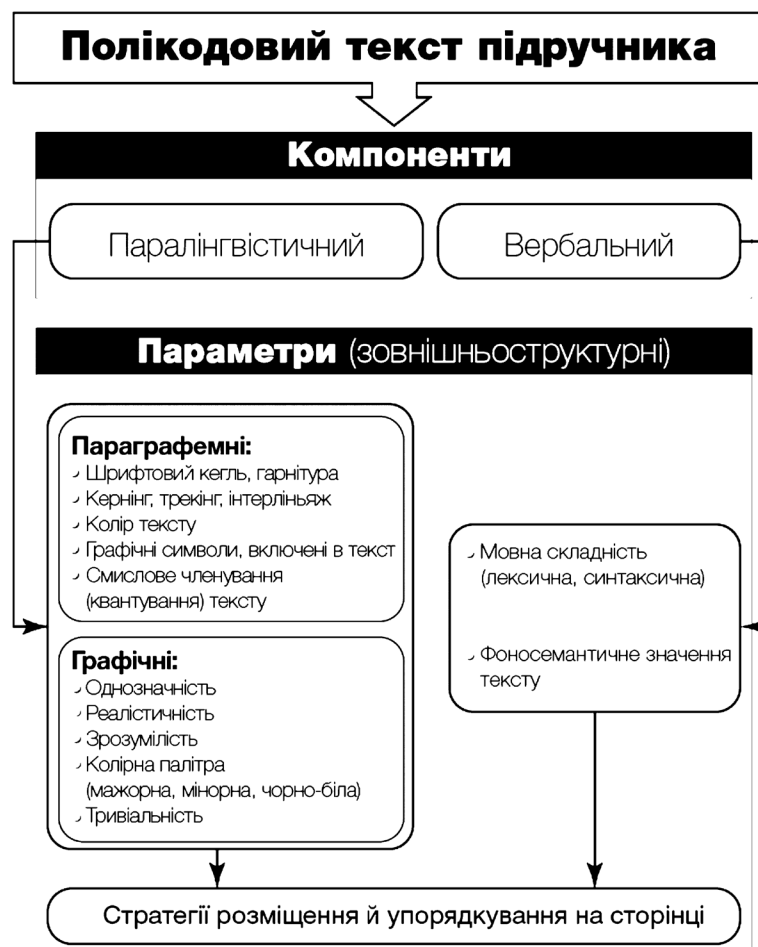 Полікодовий текст підручника
Компоненти
Паралінгвістичний
Вербальний
Параметри (зовнішньоструктурні)
Параграфемні:
Шрифтовий кегль, гарнітура
Кернінг, трекінг, інтерліньяж
Колір тексту
Графічні символи, включені в текст
Смислове членування
(квантування) тексту
Графічні:
Однозначність
Реалістичність
Зрозумілість
Колірна палітра
(мажорна, мінорна, чорно-біла)
Тривіальність
Мовна складність
(лексична, синтаксична)
Фоносемантичне значення
тексту
Стратегії розміщення й упорядкування на сторінці